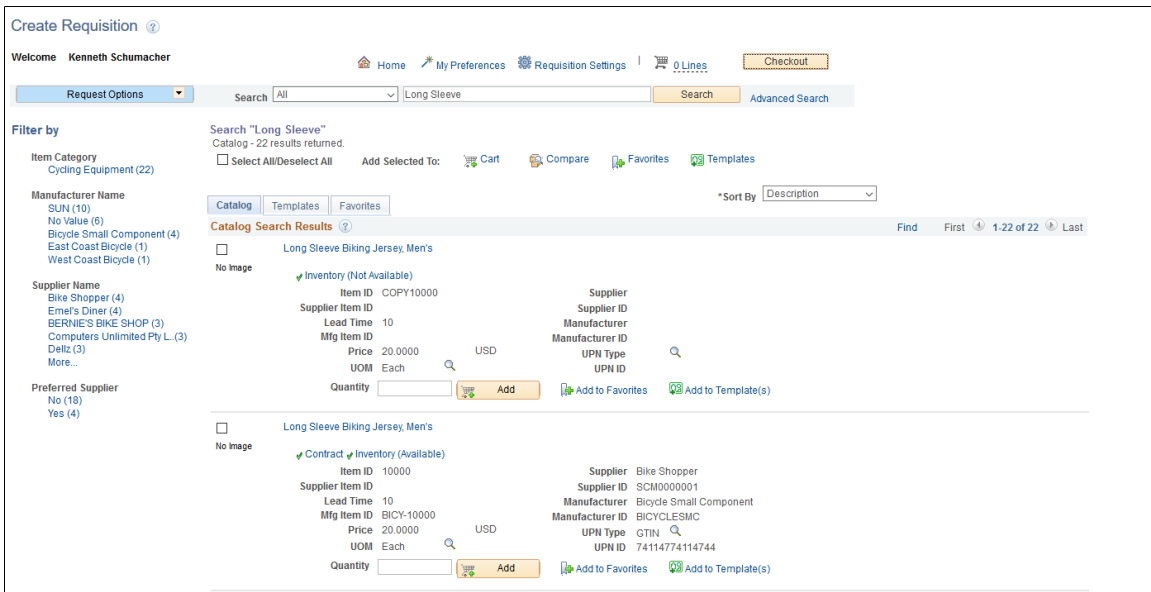 Create Requisition ?
Welcome Kenneth Schumacher
Home My Preferences Requisition Settings | 0 Lines Checkout
Request Options Search All Long Sleeve Search Advanced Search
Filter by
Item Category
Cycling Equipment (22)
Manufacturer Name
SUN (10)
No Value (6)
Bicycle Small Component (4)
East Coast Bicycle (1)
West Coast Bicycle (1)
Supplier Name
Bike Shopper (4)
Emel's Diner (4)
BERNIE'S BIKE SHOP (3)
Computers Unlimited Pty L..(3)
Dellz (3)
More...
Preferred Supplier
No (18)
Yes (4)
Search "Long Sleeve"
Catalog - 22 results returned.
Select All/Deselect All Add Selected To: Cart Compare Favorites Templates
*Sort By Description
Catalog Templates Favorites
Catalog Search Results ? Find First 1-22 of 22 Last
Long Sleeve Biking Jersey, Men's
No Image
Inventory (Not Available)
Item ID COPY10000 Supplier
Supplier Item ID Supplier ID
Lead Time 10 Manufacturer
Mfg Item ID Manufacturer ID
Price 20.0000 USD UPN Type
UOM Each UPN ID
Quantity Add Add to Favorites Add to Template(s)
Long Sleeve Biking Jersey, Men's
No Image
Contract Inventory (Available)
Item ID 10000 Supplier Bike Shopper
Supplier Item ID Supplier ID SCM0000001
Lead Time 10 Manufacturer Bicycle Small Component
Mfg Item ID BICY-10000 Manufacturer ID BICYCLESMC
Price 20.0000 USD UPN Type GTIN
UOM Each UPN ID 74114774114744
Quantity Add Add to Favorites Add to Template(s)